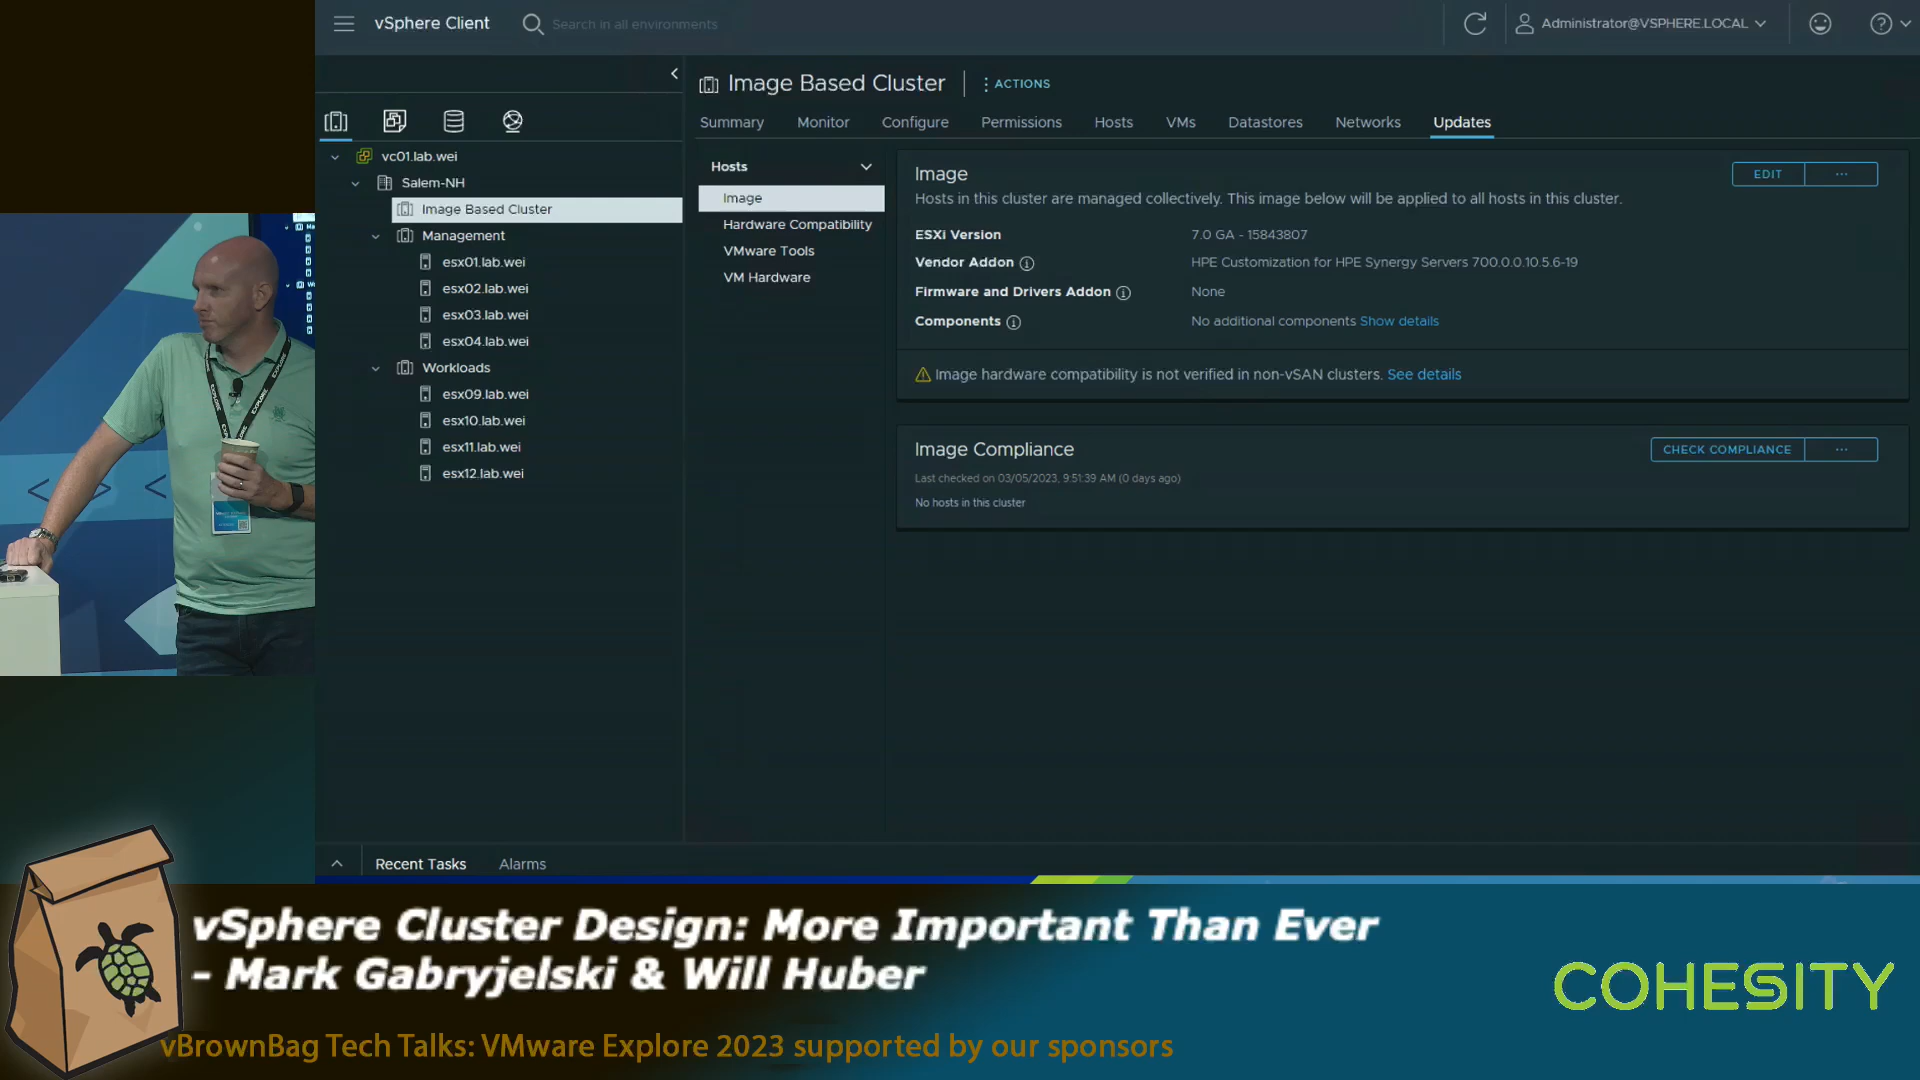 vSphere Client
Search in all environments
Administrator@VSPHERE.LOCAL
Image Based Cluster
ACTIONS
Summary Monitor Configure Permissions Hosts VMs Datastores Networks Updates
vc01.lab.wei
Salem-NH
Image Based Cluster
Management
esx01.lab.wei
esx02.lab.wei
esx03.lab.wei
esx04.lab.wei
Workloads
esx09.lab.wei
esx10.lab.wei
esx11.lab.wei
esx12.lab.wei
Hosts
Image
Hardware Compatibility
VMware Tools
VM Hardware
Image
EDIT ...
Hosts in this cluster are managed collectively. This image below will be applied to all hosts in this cluster.
ESXi Version 7.0 GA - 15843807
Vendor Addon HPE Customization for HPE Synergy Servers 700.0.0.10.5.6-19
Firmware and Drivers Addon None
Components No additional components Show details
Image hardware compatibility is not verified in non-vSAN clusters. See details
Image Compliance
CHECK COMPLIANCE ...
Last checked on 03/05/2023, 9:51:39 AM (0 days ago)
No hosts in this cluster
Recent Tasks Alarms
EXPLORE
EXPLORE
vSphere Cluster Design: More Important Than Ever
- Mark Gabryjelski & Will Huber
COHESITY
vBrownBag Tech Talks: VMware Explore 2023 supported by our sponsors